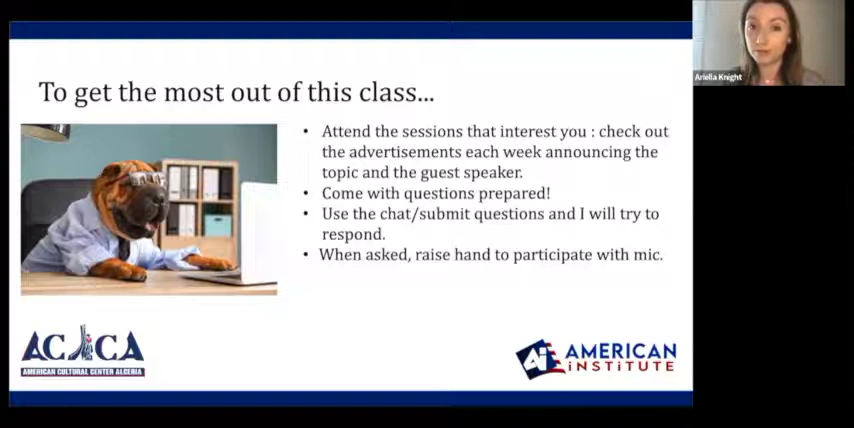 Ariella Knight
To get the most out of this class...
• Attend the sessions that interest you : check out
the advertisements each week announcing the
topic and the guest speaker.
• Come with questions prepared!
• Use the chat/submit questions and I will try to
respond.
• When asked, raise hand to participate with mic.
ACCA
AMERICAN CULTURAL CENTER ALGERIA
Ai AMERICAN
INSTITUTE